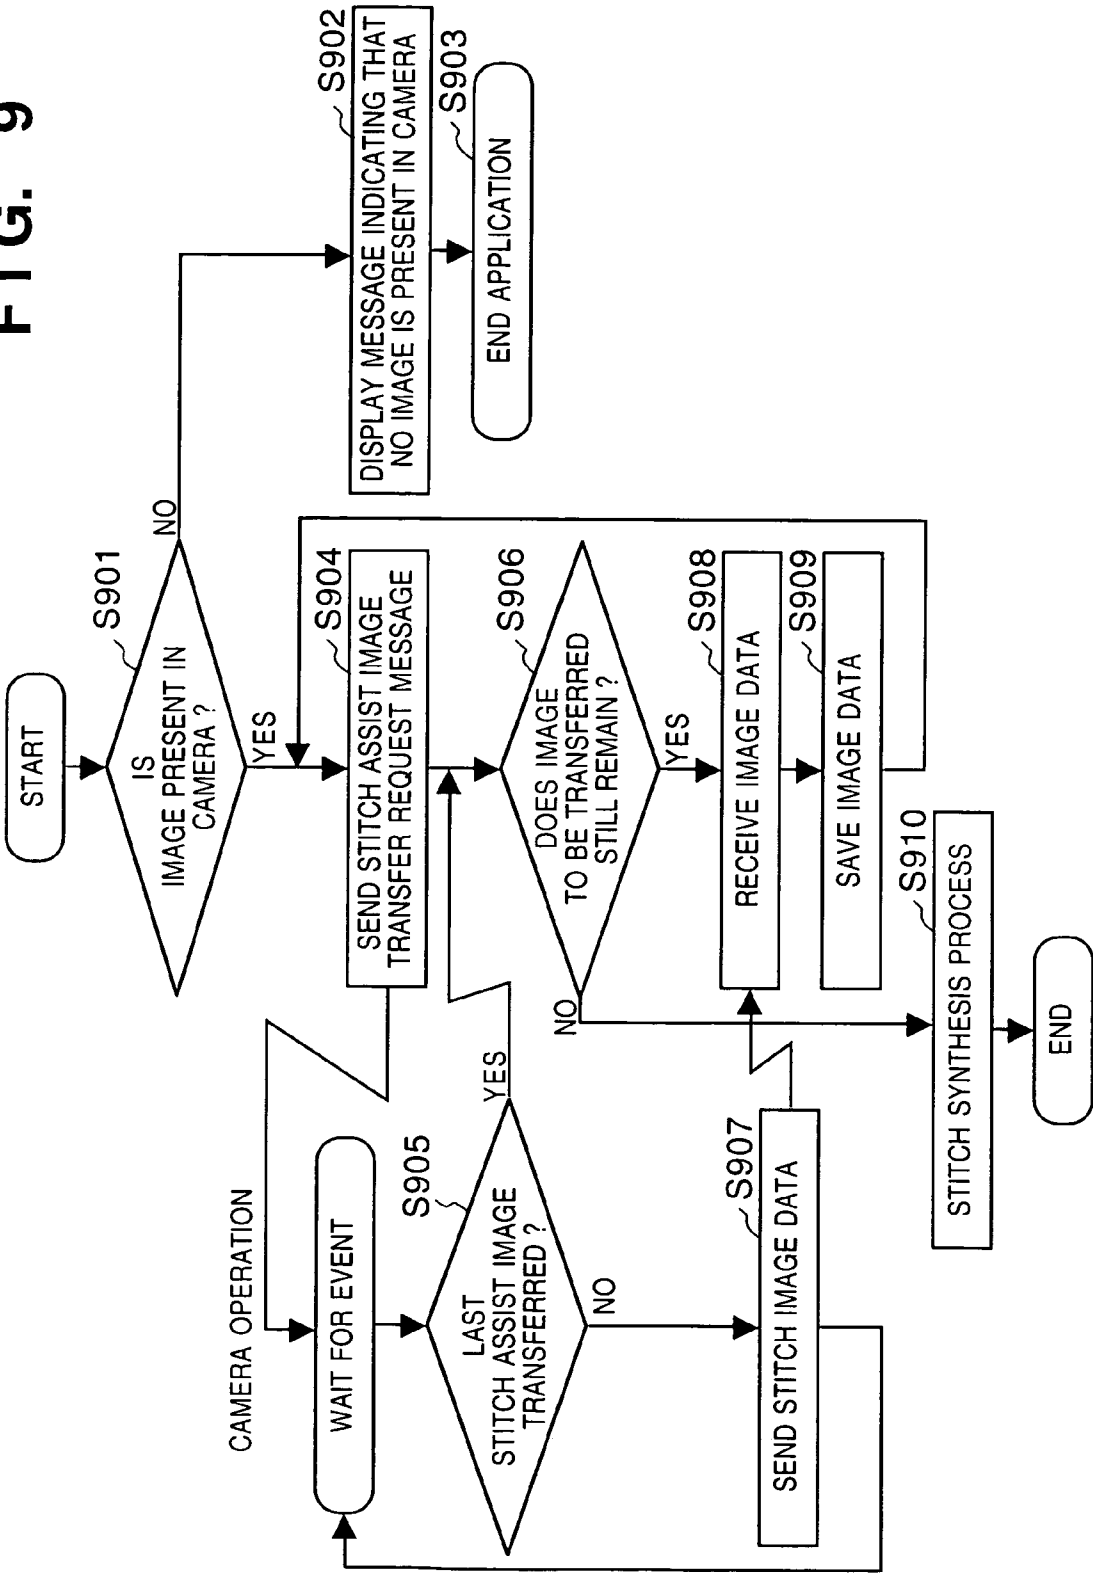 FIG. 9
START
S901
IS
IMAGE PRESENT IN
CAMERA ?
NO
YES
S902
DISPLAY MESSAGE INDICATING THAT
NO IMAGE IS PRESENT IN CAMERA
S903
END APPLICATION
S904
SEND STITCH ASSIST IMAGE
TRANSFER REQUEST MESSAGE
CAMERA OPERATION
WAIT FOR EVENT
S905
LAST
STITCH ASSIST IMAGE
TRANSFERRED ?
YES
NO
S906
DOES IMAGE
TO BE TRANSFERRED
STILL REMAIN ?
NO
YES
S907
SEND STITCH IMAGE DATA
S908
RECEIVE IMAGE DATA
S909
SAVE IMAGE DATA
S910
STITCH SYNTHESIS PROCESS
END